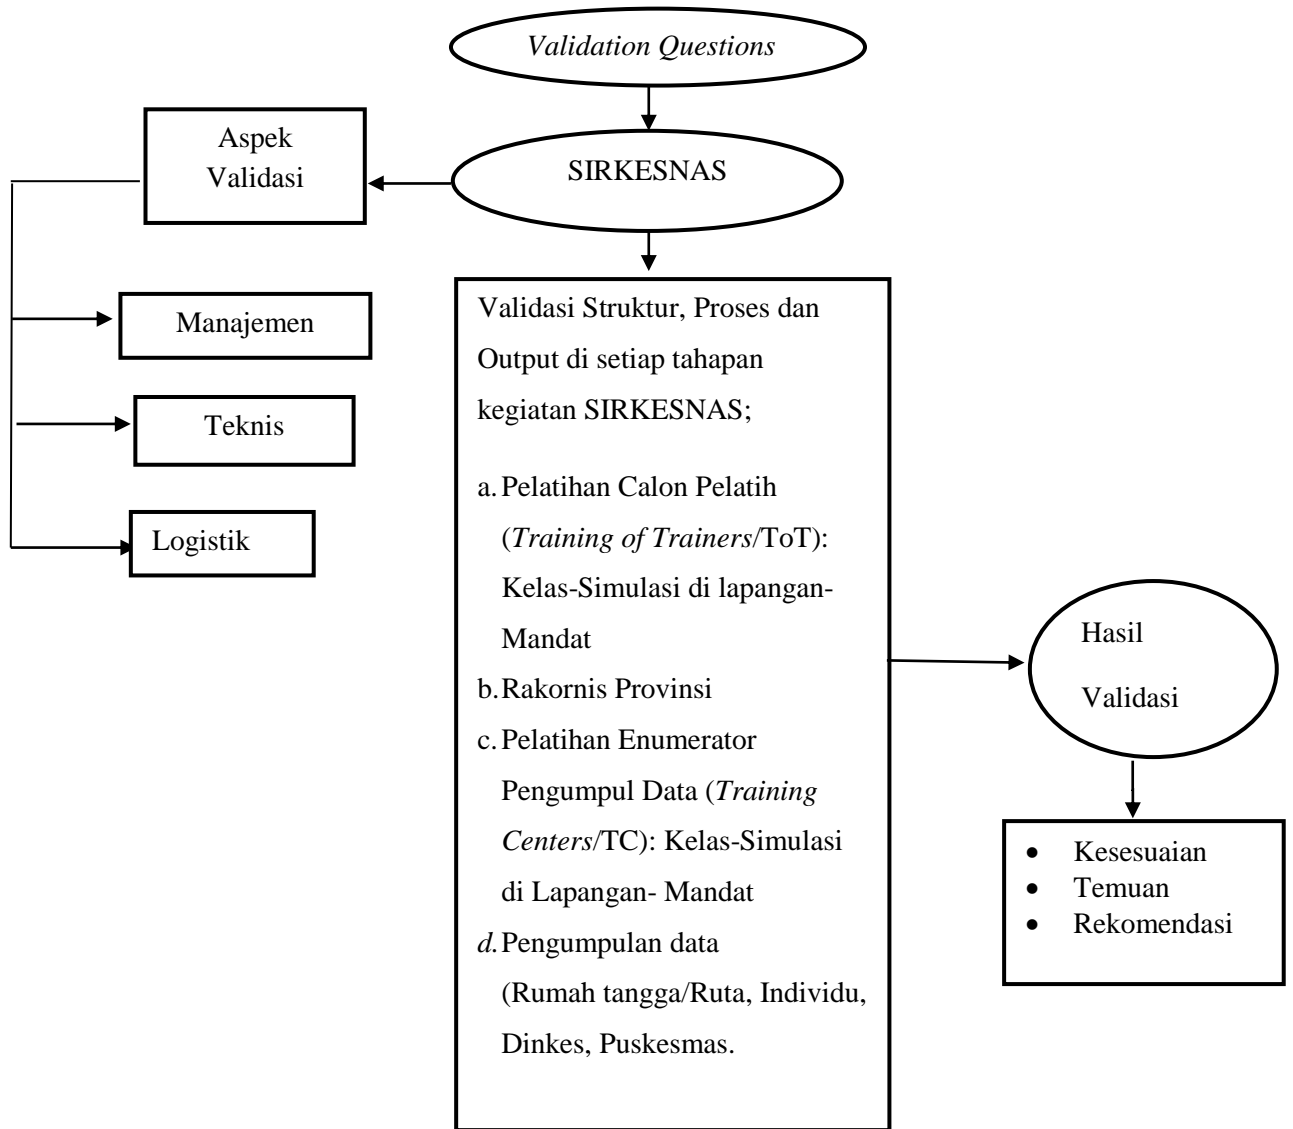 Validation Questions
Aspek
Validasi
SIRKESNAS
Manajemen
Teknis
Logistik
Validasi Struktur, Proses dan
Output di setiap tahapan
kegiatan SIRKESNAS;
a. Pelatihan Calon Pelatih
(Training of Trainers/ToT):
Kelas-Simulasi di lapangan-
Mandat
b. Rakornis Provinsi
c. Pelatihan Enumerator
Pengumpul Data (Training
Centers/TC): Kelas-Simulasi
di Lapangan- Mandat
d. Pengumpulan data
(Rumah tangga/Ruta, Individu,
Dinkes, Puskesmas.
Hasil
Validasi
• Kesesuaian
• Temuan
• Rekomendasi